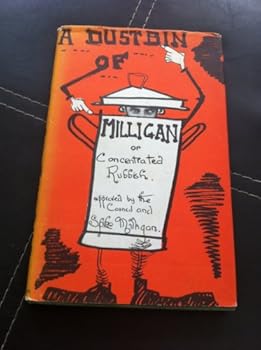 A DUSTBIN
OF
MILLIGAN
or
Concentrated
Rubbish.
approved by the
Council and
Spike Milligan.